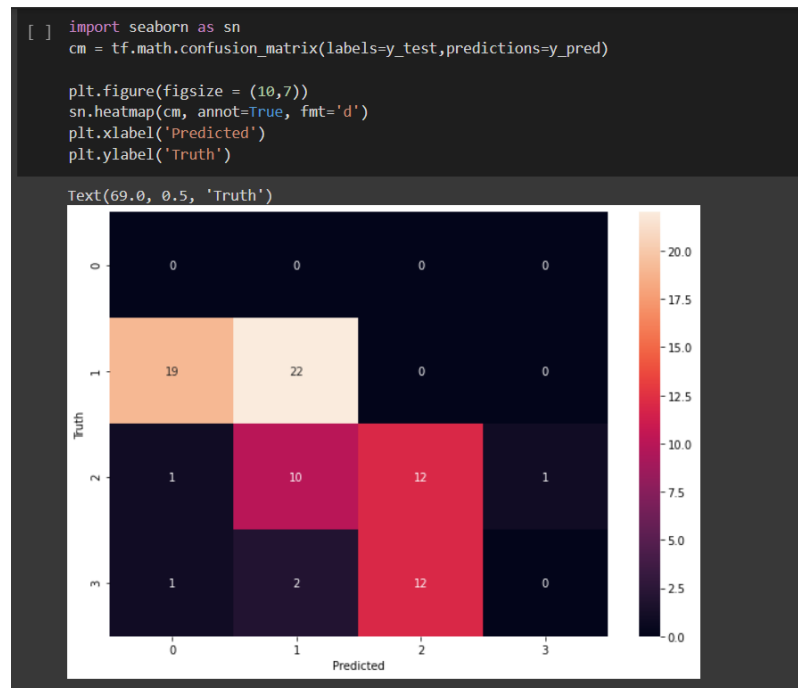 [ ] import seaborn as sn
cm = tf.math.confusion_matrix(labels=y_test,predictions=y_pred)
plt.figure(figsize = (10,7))
sn.heatmap(cm, annot=True, fmt='d')
plt.xlabel('Predicted')
plt.ylabel('Truth')
Text(69.0, 0.5, 'Truth')
0 0 0 0 0
1 19 22 0 0
2 1 10 12 1
3 1 2 12 0
0 1 2 3
Truth
Predicted
20.0
17.5
15.0
12.5
10.0
7.5
5.0
2.5
0.0